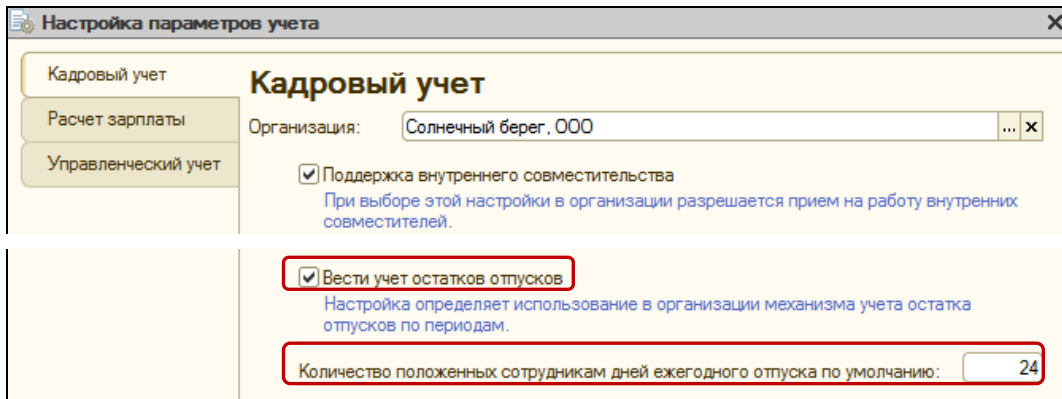 Настройка параметров учета
Кадровый учет
Расчет зарплаты
Управленческий учет
Кадровый учет
Организация: Солнечный берег, ООО ... x
Поддержка внутреннего совместительства
При выборе этой настройки в организации разрешается прием на работу внутренних
совместителей.
Вести учет остатков отпусков
Настройка определяет использование в организации механизма учета остатка
отпусков по периодам.
Количество положенных сотрудникам дней ежегодного отпуска по умолчанию: 24